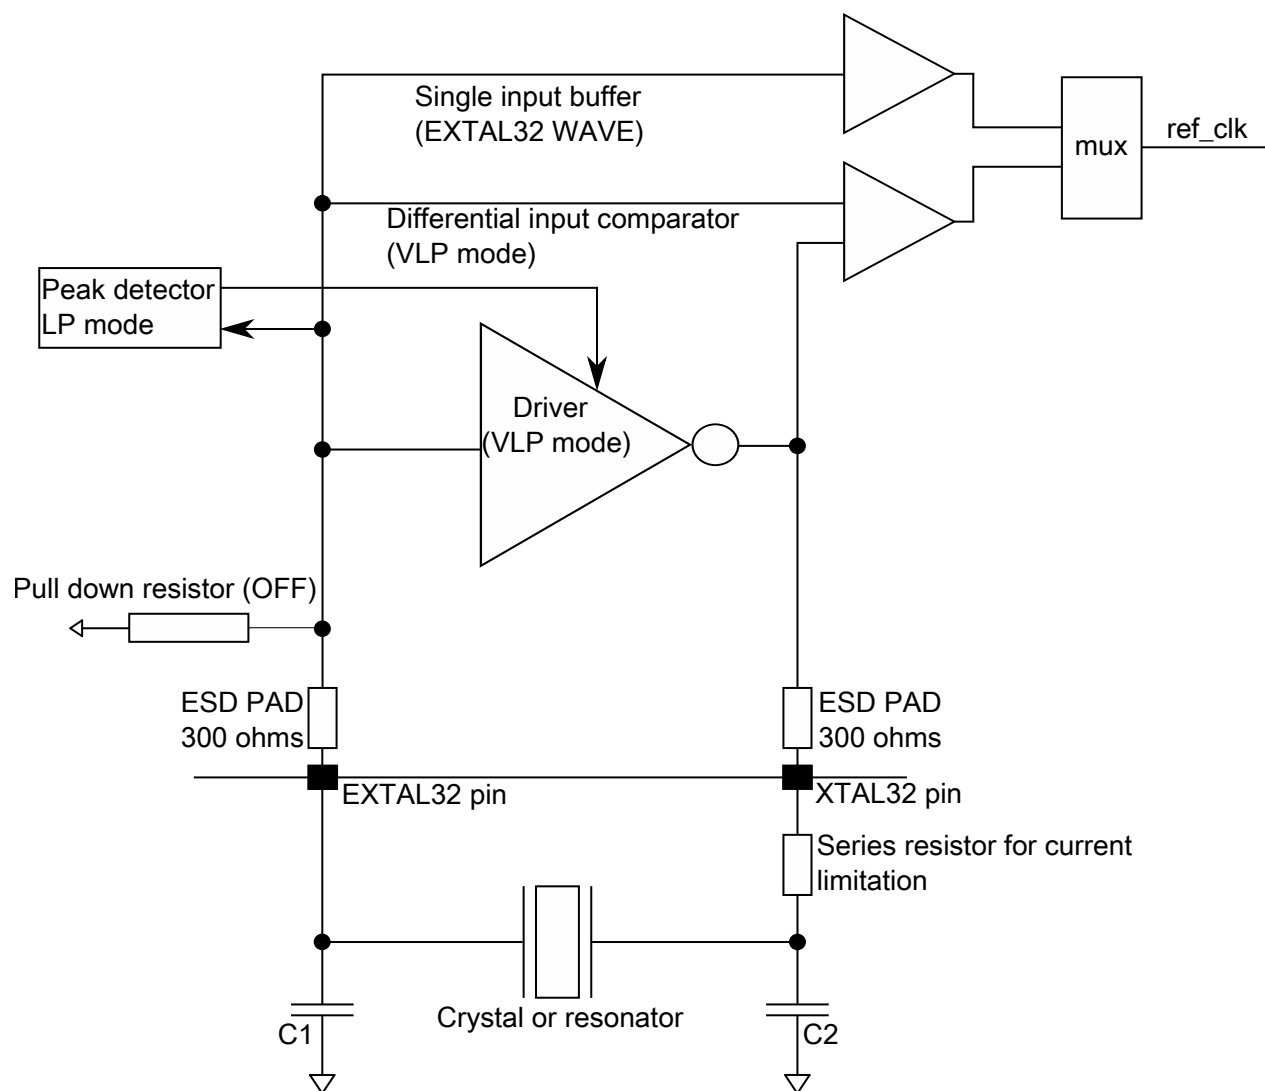 Single input buffer
(EXTAL32 WAVE)
mux
ref_clk
Differential input comparator
(VLP mode)
Peak detector
LP mode
Driver
(VLP mode)
Pull down resistor (OFF)
ESD PAD
300 ohms
ESD PAD
300 ohms
EXTAL32 pin
XTAL32 pin
Series resistor for current
limitation
Crystal or resonator
C1
C2